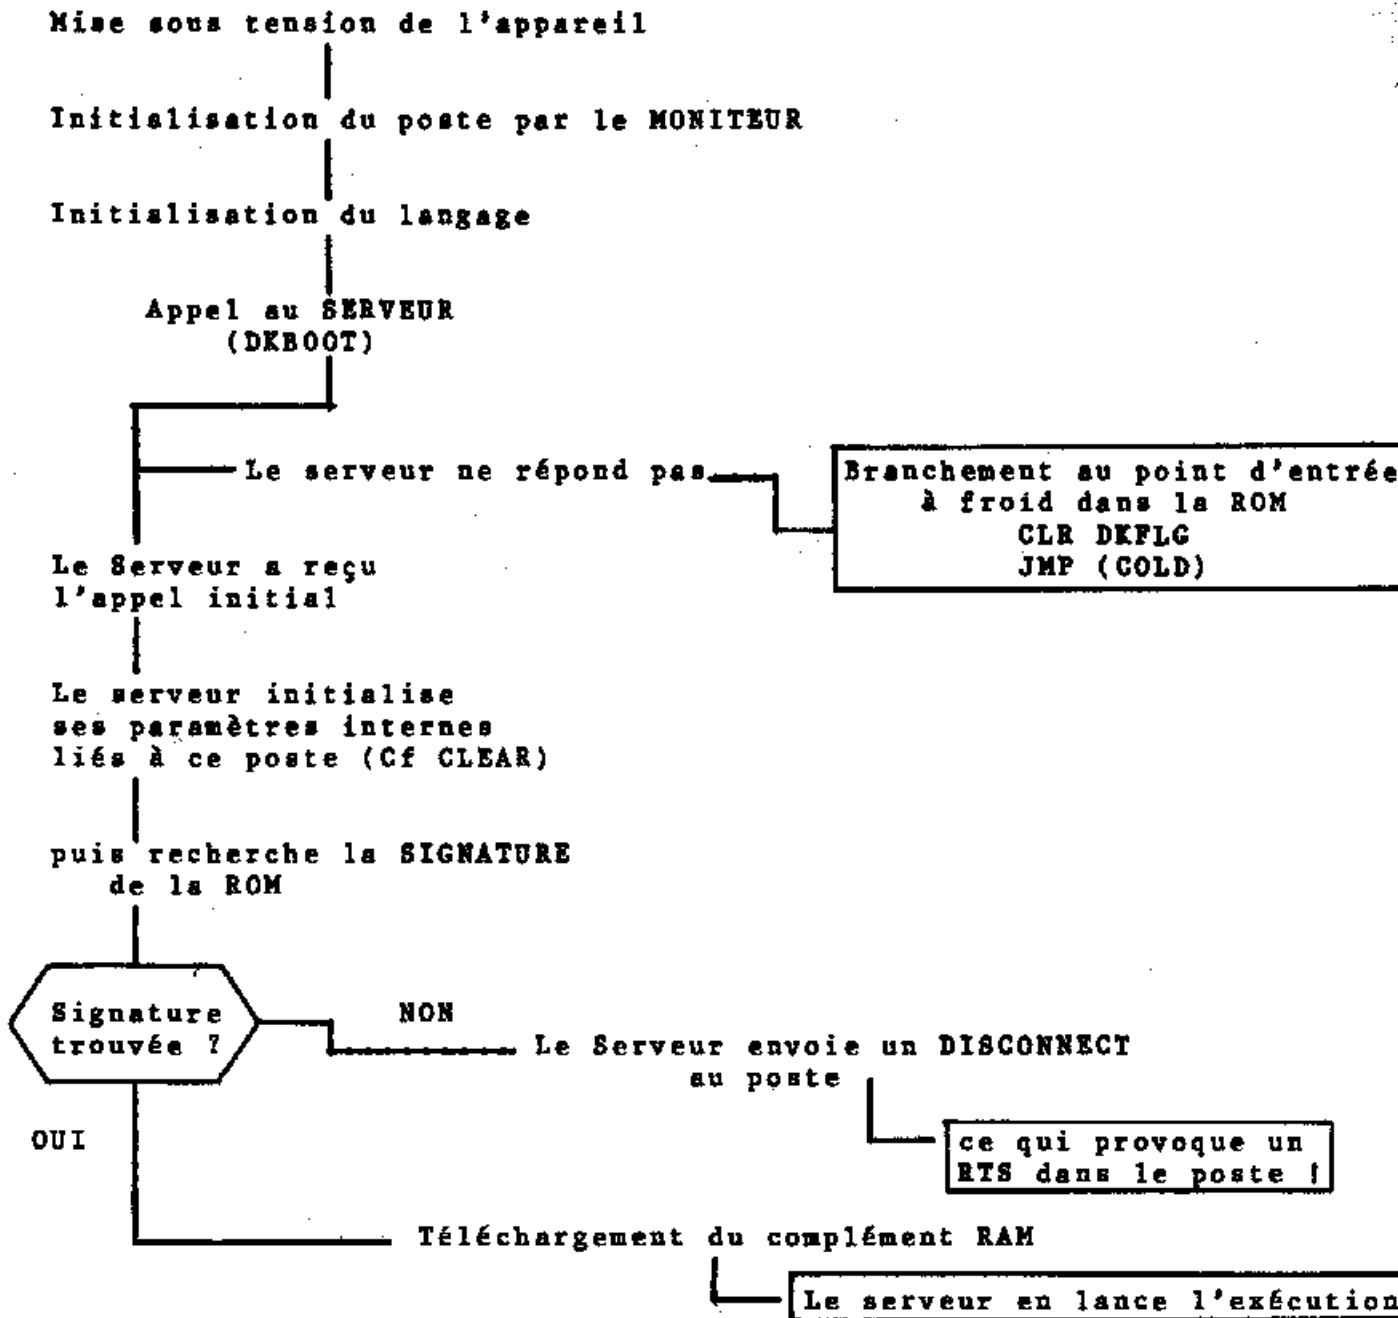 Mise sous tension de l'appareil
Initialisation du poste par le MONITEUR
Initialisation du langage
Appel au SERVEUR
(DKBOOT)
Le serveur ne répond pas
Branchement au point d'entrée
à froid dans la ROM
CLR DKFLG
JMP (COLD)
Le Serveur a reçu
l'appel initial
Le serveur initialise
ses paramètres internes
liés à ce poste (Cf CLEAR)
puis recherche la SIGNATURE
de la ROM
Signature
trouvée ?
NON
Le Serveur envoie un DISCONNECT
au poste
OUI
ce qui provoque un
RTS dans le poste !
Téléchargement du complément RAM
Le serveur en lance l'exécution